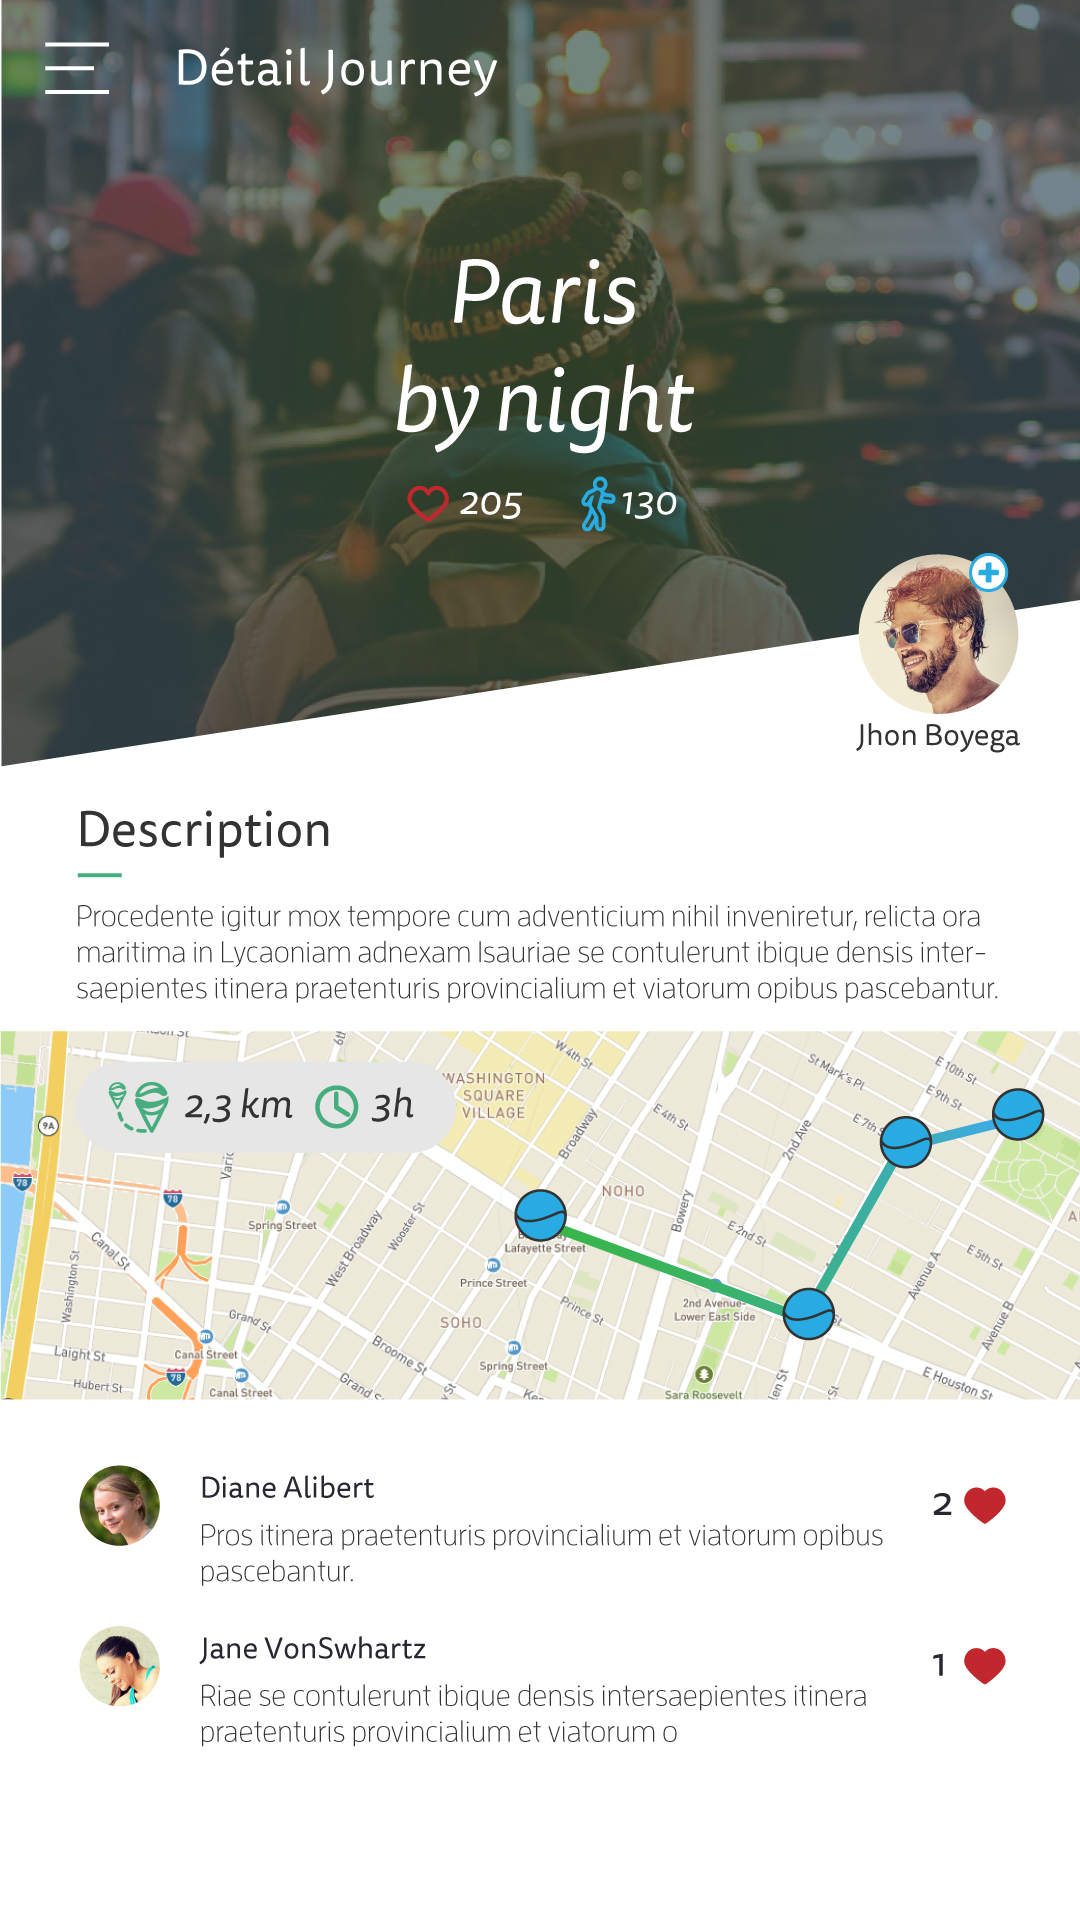 Détail Journey
Paris
by night
205
130
Jhon Boyega
Description
Procedente igitur mox tempore cum adventicium nihil inveniretur, relicta ora
maritima in Lycaoniam adnexam Isauriae se contulerunt ibique densis inter-
saepientes itinera praetenturis provincialium et viatorum opibus pascebantur.
2,3 km
3h
WASHINGTON
SQUARE
VILLAGE
W 4th St
Broadway
E 4th St
St Mark's Pl
E 10th St
E 9th St
E 7th
2nd Ave
9A
78
78
Spring Street
West Broadway
Wooster St
NOHO
Bowery
E 2nd St
Lafayette Street
Prince Street
Prince St
Canal St
Washington St
Grand St
SOHO
2nd Avenue-
Lower East Side
Avenue A
E 5th St
Avenue B
Laight St
Hubert St
Canal Street
78
Canal Street
Broome St
Grand S
Spring Street
Sara Roosevelt
E Houston St
Diane Alibert
2
Pros itinera praetenturis provincialium et viatorum opibus
pascebantur.
Jane VonSwhartz
1
Riae se contulerunt ibique densis intersaepientes itinera
praetenturis provincialium et viatorum o